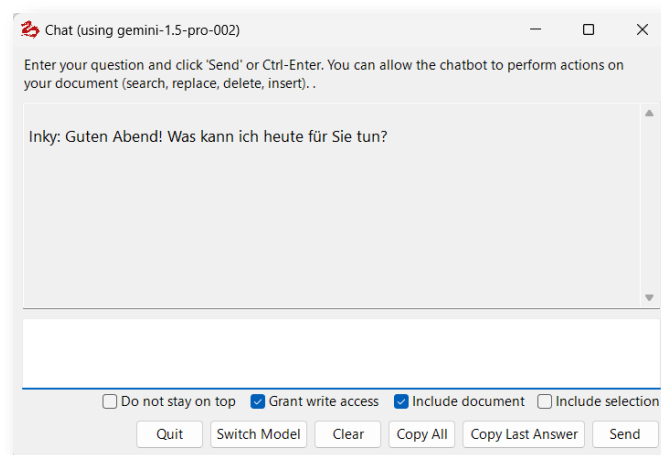 Chat (using gemini-1.5-pro-002)
Enter your question and click 'Send' or Ctrl-Enter. You can allow the chatbot to perform actions on
your document (search, replace, delete, insert). .
Inky: Guten Abend! Was kann ich heute für Sie tun?
Do not stay on top Grant write access Include document Include selection
Quit Switch Model Clear Copy All Copy Last Answer Send